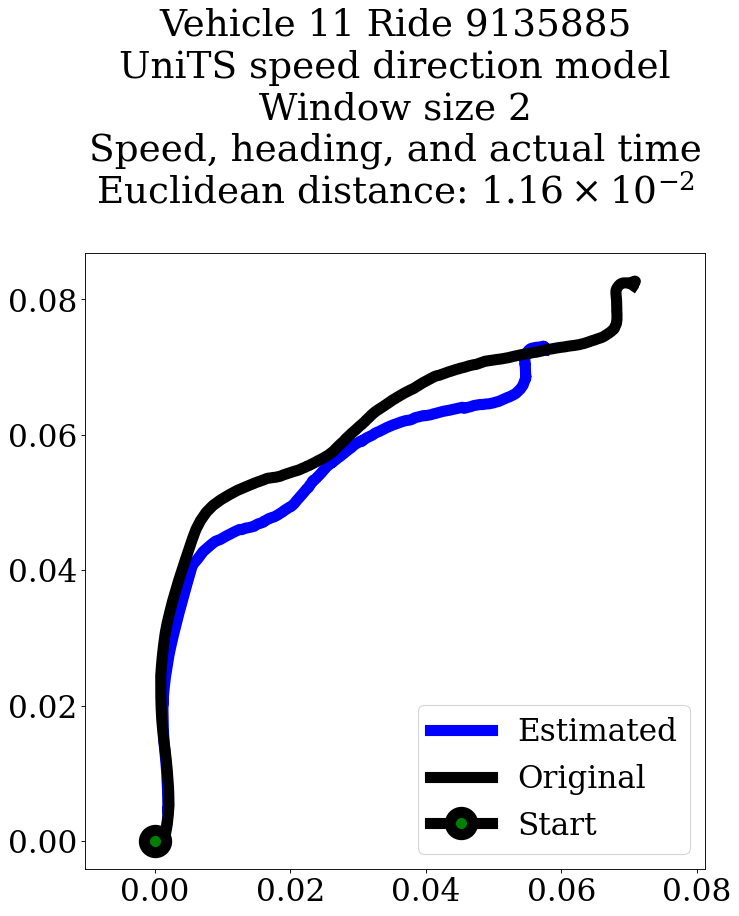 Vehicle 11 Ride 9135885
UniTS speed direction model
Window size 2
Speed, heading, and actual time
Euclidean distance: 1.16 × 10⁻²
0.08
0.06
0.04
0.02
0.00
Estimated
Original
Start
0.00 0.02 0.04 0.06 0.08